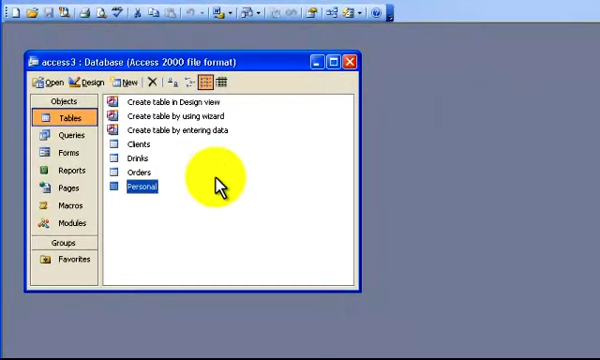 access3 : Database (Access 2000 file format)
Open Design New
Objects
Tables
Queries
Forms
Reports
Pages
Macros
Modules
Groups
Favorites
Create table in Design view
Create table by using wizard
Create table by entering data
Clients
Drinks
Orders
Personal